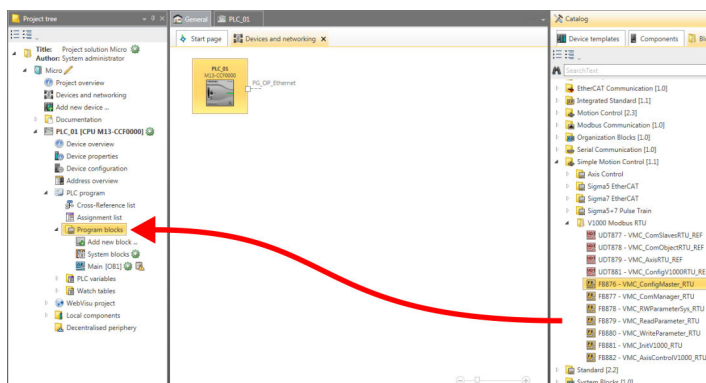 Project tree
Title: Project solution Micro
Author: System administrator
Micro
Project overview
Devices and networking
Add new device ...
Documentation
PLC_01 [CPU M13-CCF0000]
Device overview
Device properties
Device configuration
Address overview
PLC program
Cross-Reference list
Assignment list
Program blocks
Add new block ...
System blocks
Main [OB1]
PLC variables
Watch tables
WebVisu project
Local components
Decentralised periphery
General
PLC_01
Start page
Devices and networking
PLC_01
M13-CCF0000
PG_OP_Ethernet
Catalog
Device templates
Components
Bl
SearchText
EtherCAT Communication [1.0]
Integrated Standard [1.1]
Motion Control [2.3]
Modbus Communication [1.0]
Organization Blocks [1.0]
Serial Communication [1.0]
Simple Motion Control [1.1]
Axis Control
Sigma5 EtherCAT
Sigma7 EtherCAT
Sigma5+7 Pulse Train
V1000 Modbus RTU
UDT877 - VMC_ComSlavesRTU_REF
UDT878 - VMC_ComObjectRTU_REF
UDT879 - VMC_AxisRTU_REF
UDT881 - VMC_ConfigV1000RTU_RE
FB876 - VMC_ConfigMaster_RTU
FB877 - VMC_ComManager_RTU
FB878 - VMC_RWParameterSys_RTU
FB879 - VMC_ReadParameter_RTU
FB880 - VMC_WriteParameter_RTU
FB881 - VMC_InitV1000_RTU
FB882 - VMC_AxisControlV1000_RTU
Standard [2.2]
System Blocks [1.0]